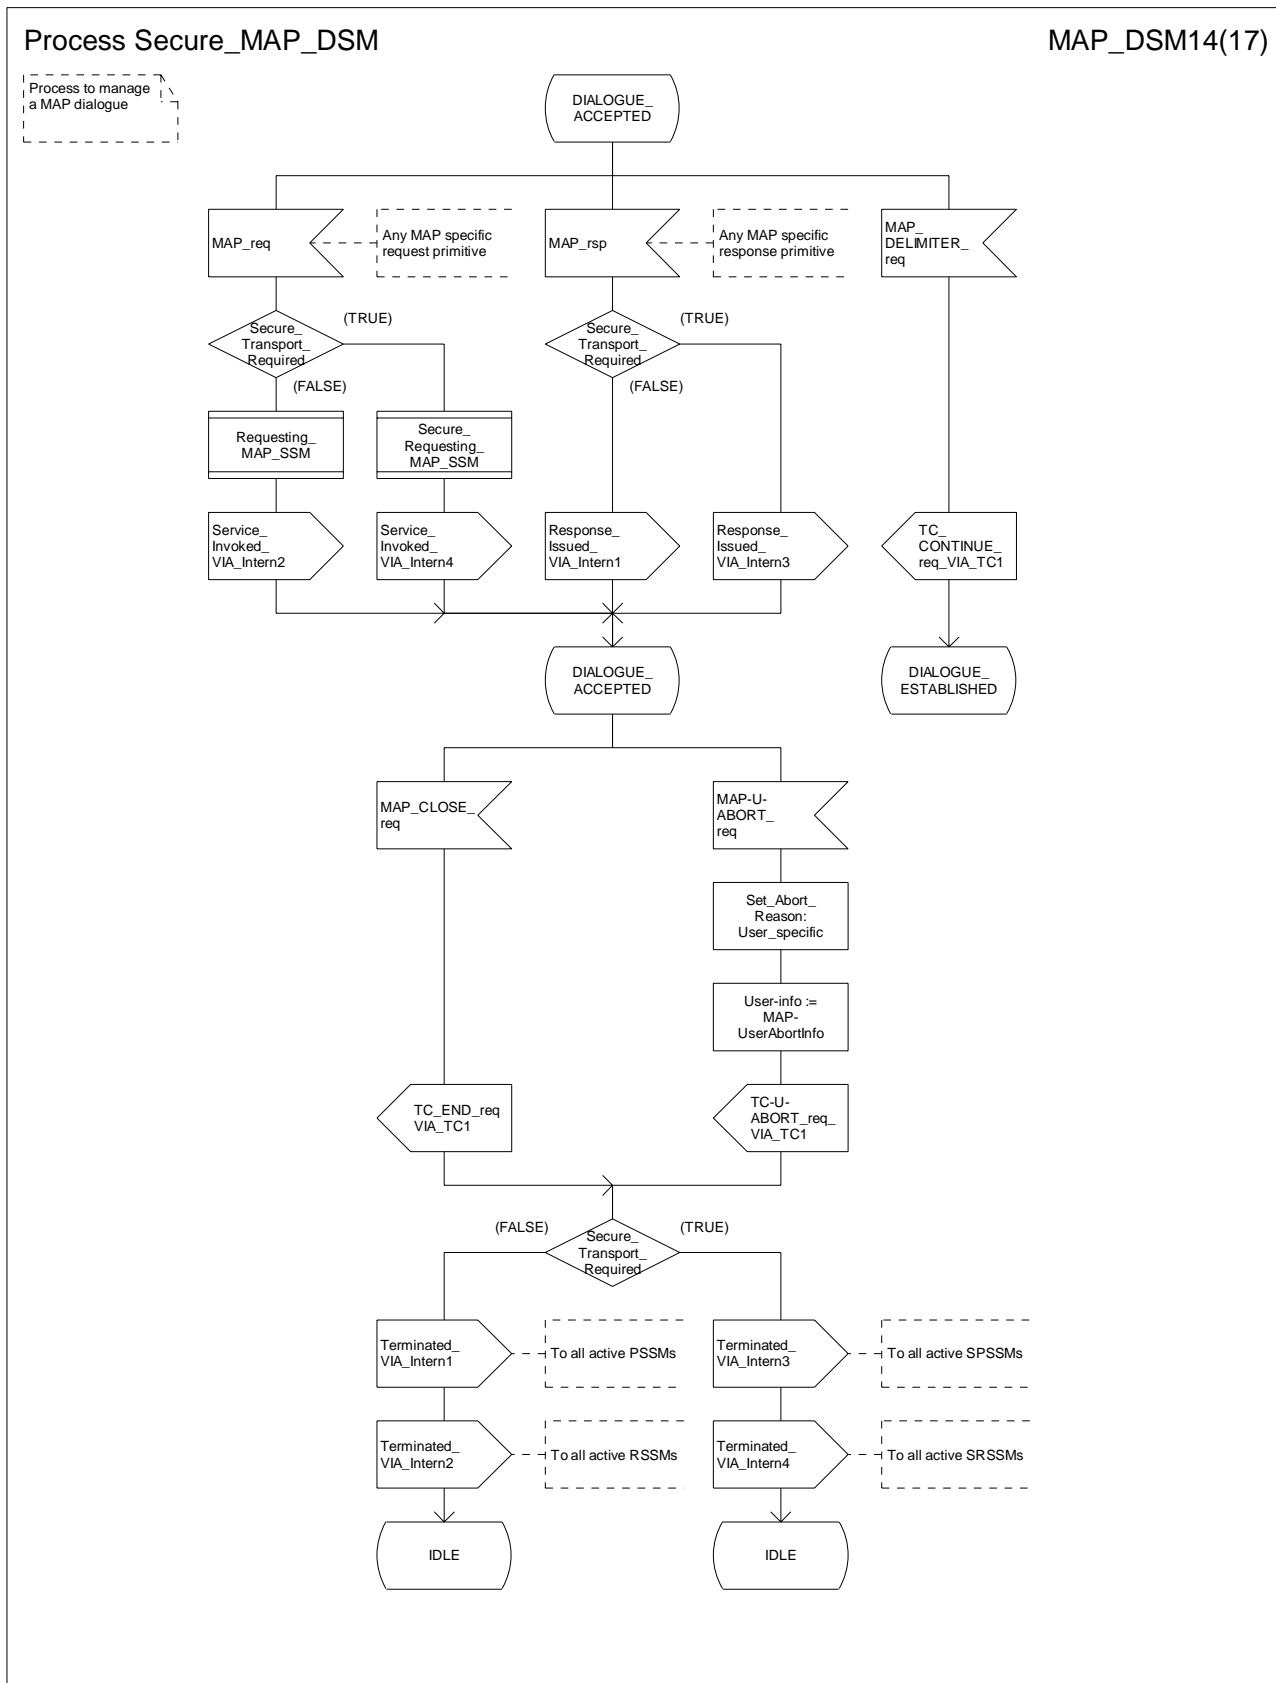 Process Secure_MAP_DSM
MAP_DSM14(17)
Process to manage
a MAP dialogue
DIALOGUE_
ACCEPTED
MAP_req
Any MAP specific
request primitive
MAP_rsp
Any MAP specific
response primitive
MAP_
DELIMITER_
req
Secure_
Transport_
Required
(TRUE)
(FALSE)
Secure_
Transport_
Required
(TRUE)
(FALSE)
Requesting_
MAP_SSM
Secure_
Requesting_
MAP_SSM
Service_
Invoked_
VIA_Intern2
Service_
Invoked_
VIA_Intern4
Response_
Issued_
VIA_Intern1
Response_
Issued_
VIA_Intern3
TC_
CONTINUE_
req_VIA_TC1
DIALOGUE_
ACCEPTED
DIALOGUE_
ESTABLISHED
MAP_CLOSE_
req
MAP-U-
ABORT_
req
Set_Abort_
Reason:
User_specific
User-info :=
MAP-
UserAbortInfo
TC_END_req
VIA_TC1
TC-U-
ABORT_req_
VIA_TC1
(FALSE)
Secure_
Transport_
Required
(TRUE)
Terminated_
VIA_Intern1
To all active PSSMs
Terminated_
VIA_Intern3
To all active SPSSMs
Terminated_
VIA_Intern2
To all active RSSMs
Terminated_
VIA_Intern4
To all active SRSSMs
IDLE
IDLE